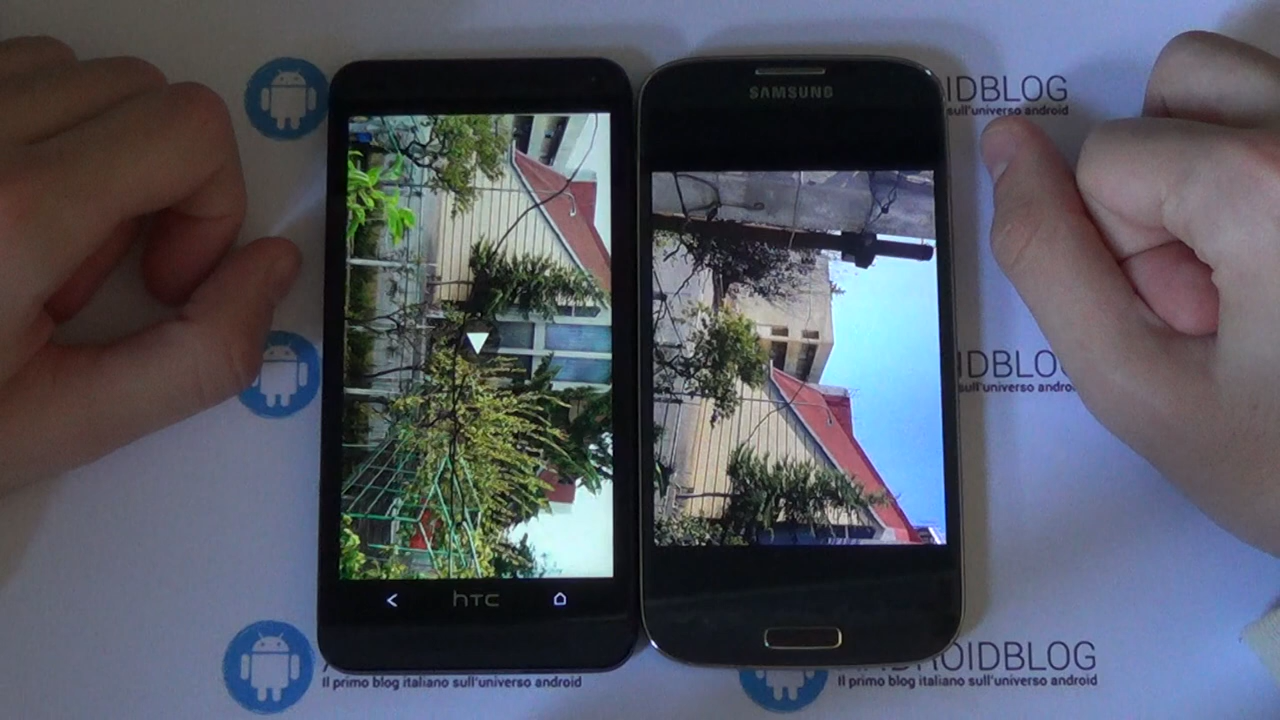 SAMSUNG
IDBLOG
sull'universo android
IDBLOG
sull'universo android
hTC
Il primo blog italiano sull'universo android
NDROIDBLOG
Il primo blog italiano sull'universo android